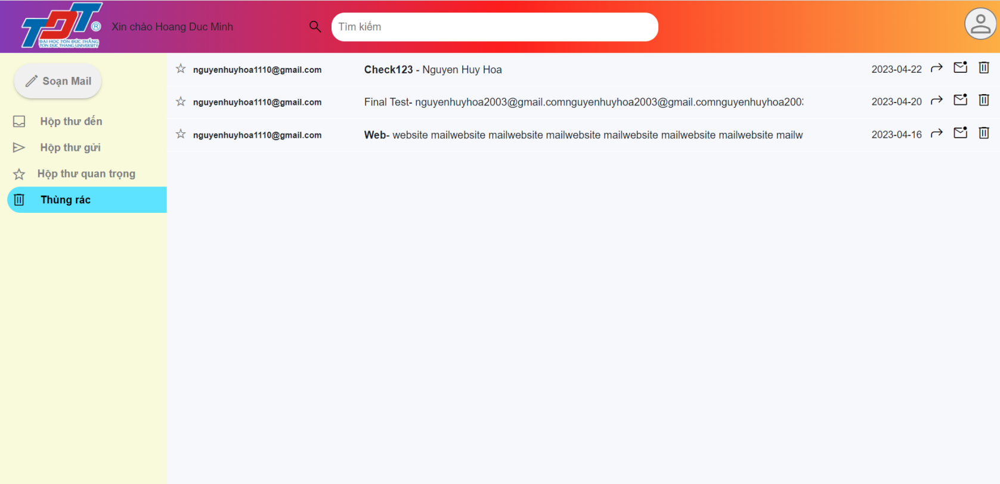 TDT®
ĐẠI HỌC TÔN ĐỨC THẮNG
TON DUC THANG UNIVERSITY
Xin chào Hoang Duc Minh
Tìm kiếm
Soạn Mail
Hộp thư đến
Hộp thư gửi
Hộp thư quan trọng
Thùng rác
nguyenhuyhoa1110@gmail.com Check123 - Nguyen Huy Hoa 2023-04-22
nguyenhuyhoa1110@gmail.com Final Test- nguyenhuyhoa2003@gmail.comnguyenhuyhoa2003@gmail.comnguyenhuyhoa200 2023-04-20
nguyenhuyhoa1110@gmail.com Web- website mailwebsite mailwebsite mailwebsite mailwebsite mailwebsite mailwebsite mailw 2023-04-16